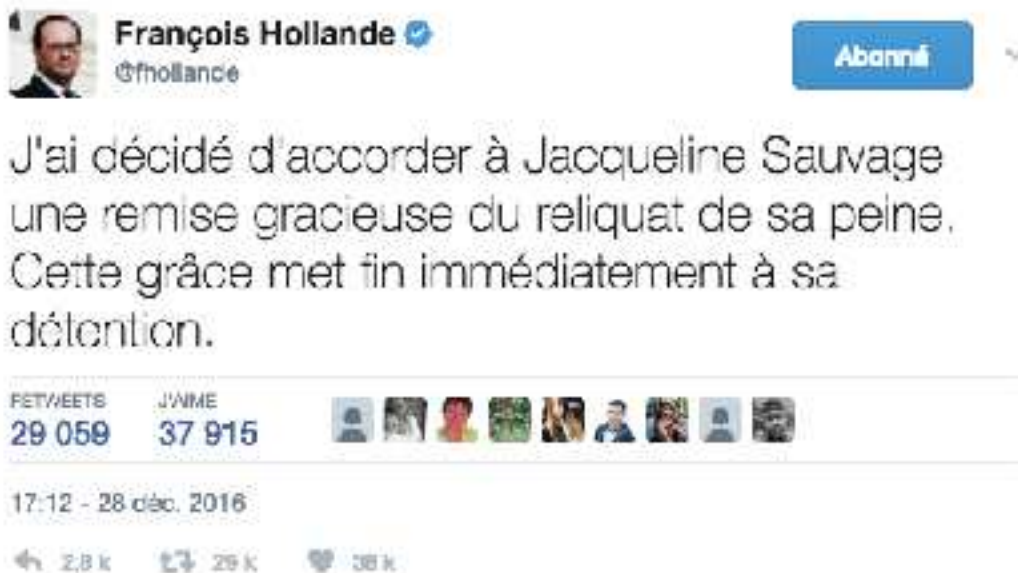 François Hollande
@fhollande
Abonné
J'ai décidé d'accorder à Jacqueline Sauvage
une remise gracieuse du reliquat de sa peine.
Cette grâce met fin immédiatement à sa
détention.
RETWEETS J'AIME
29 059 37 915
17:12 - 28 déc. 2016
2,8 k 29 k 38 k